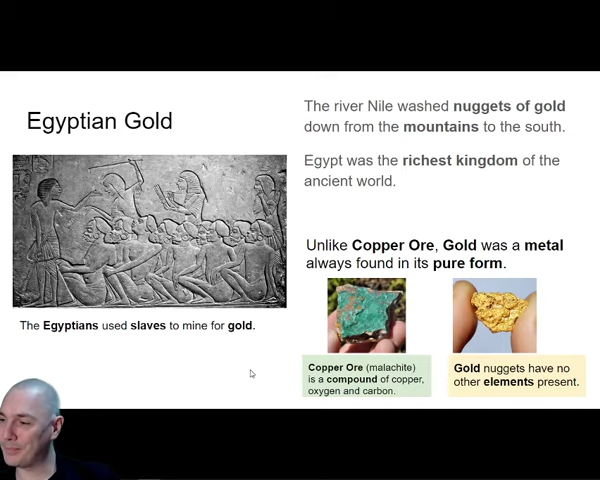 Egyptian Gold
The river Nile washed nuggets of gold
down from the mountains to the south.
Egypt was the richest kingdom of the
ancient world.
The Egyptians used slaves to mine for gold.
Unlike Copper Ore, Gold was a metal
always found in its pure form.
Copper Ore (malachite)
is a compound of copper,
oxygen and carbon.
Gold nuggets have no
other elements present.